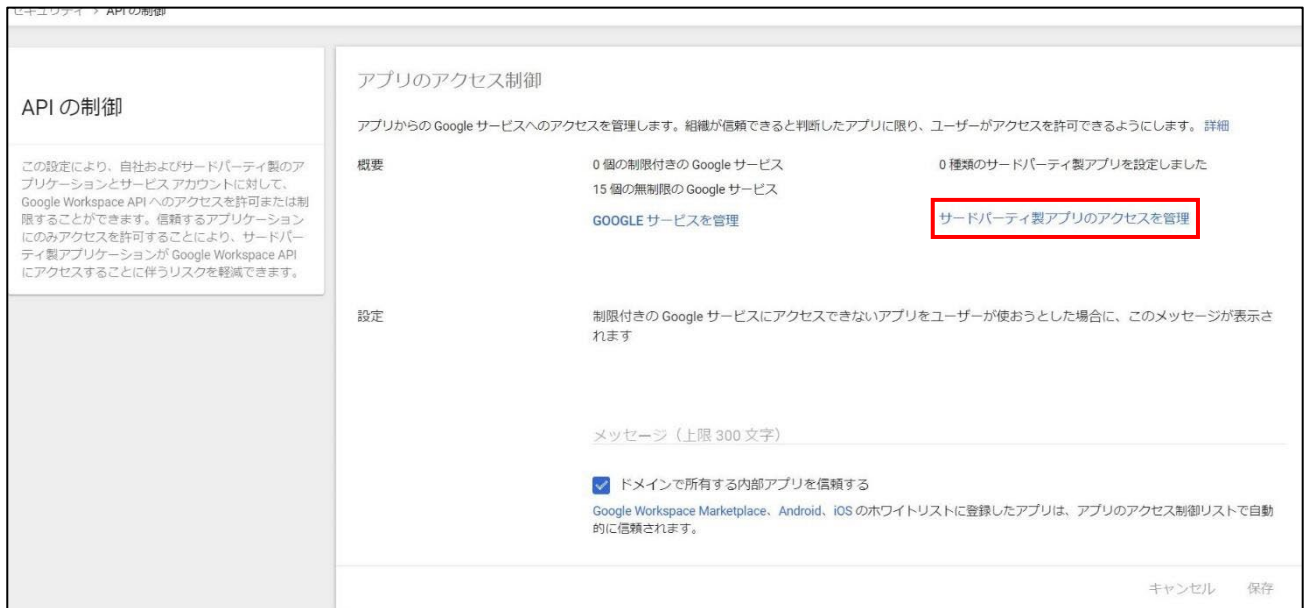 セキュリティ > API の制御
API の制御
この設定により、自社およびサードパーティ製のア
プリケーションとサービス アカウントに対して、
Google Workspace API へのアクセスを許可または制
限することができます。信頼するアプリケーション
にのみアクセスを許可することにより、サードパー
ティ製アプリケーションが Google Workspace API
にアクセスすることに伴うリスクを軽減できます。
アプリのアクセス制御
アプリからの Google サービスへのアクセスを管理します。組織が信頼できると判断したアプリに限り、ユーザーがアクセスを許可できるようにします。 詳細
概要
0 個の制限付きの Google サービス
15 個の無制限の Google サービス
GOOGLE サービスを管理
0 種類のサードパーティ製アプリを設定しました
サードパーティ製アプリのアクセスを管理
設定
制限付きの Google サービスにアクセスできないアプリをユーザーが使おうとした場合に、このメッセージが表示さ
れます
メッセージ（上限 300 文字）
ドメインで所有する内部アプリを信頼する
Google Workspace Marketplace、Android、iOS のホワイトリストに登録したアプリは、アプリのアクセス制御リストで自動
的に信頼されます。
キャンセル 保存